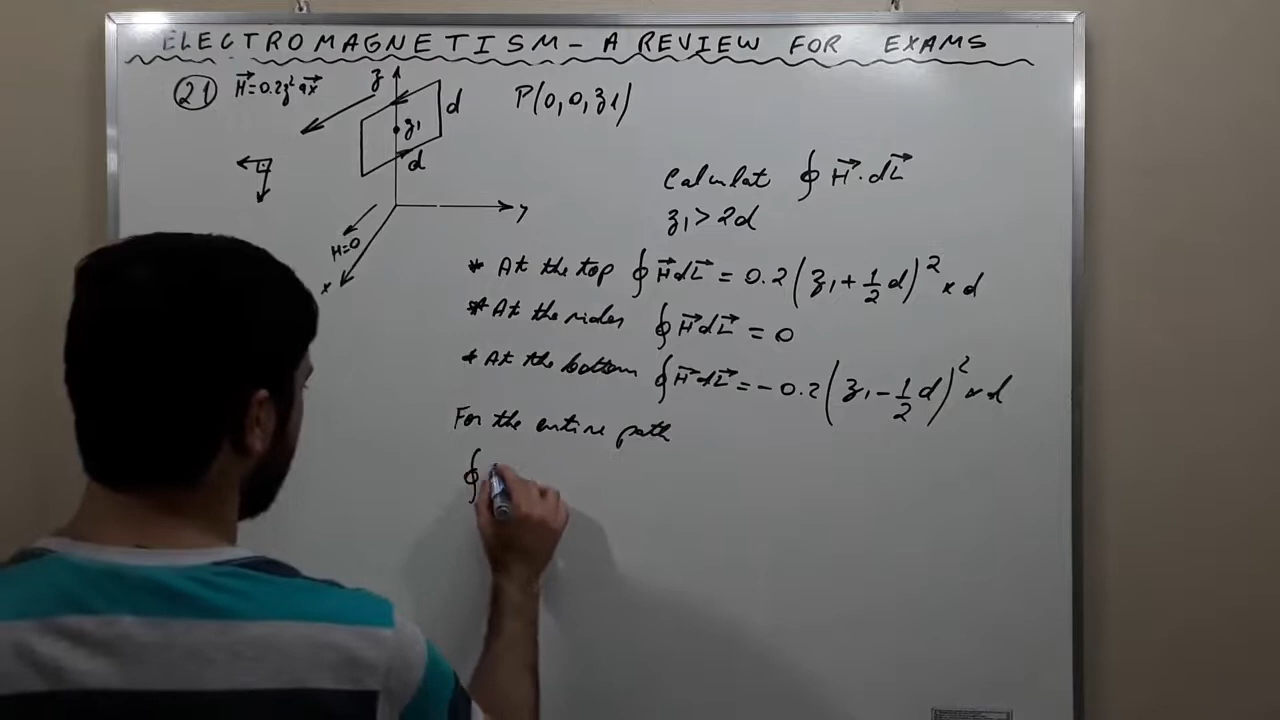 ELECTROMAGNETISM - A REVIEW FOR EXAMS
21 H⃗=0.2z² ax⃗
z
d
P(0,0,z1)
z1
d
Calculat ∮ H⃗.dL⃗
y
z1>2d
H=0
x
* At the top ∮ H⃗dL⃗ = 0.2(z1+1/2 d)² x d
* At the sides ∮ H⃗dL⃗ = 0
* At the bottom ∮ H⃗dL⃗ = -0.2(z1-1/2 d)² x d
For the entire path
∮